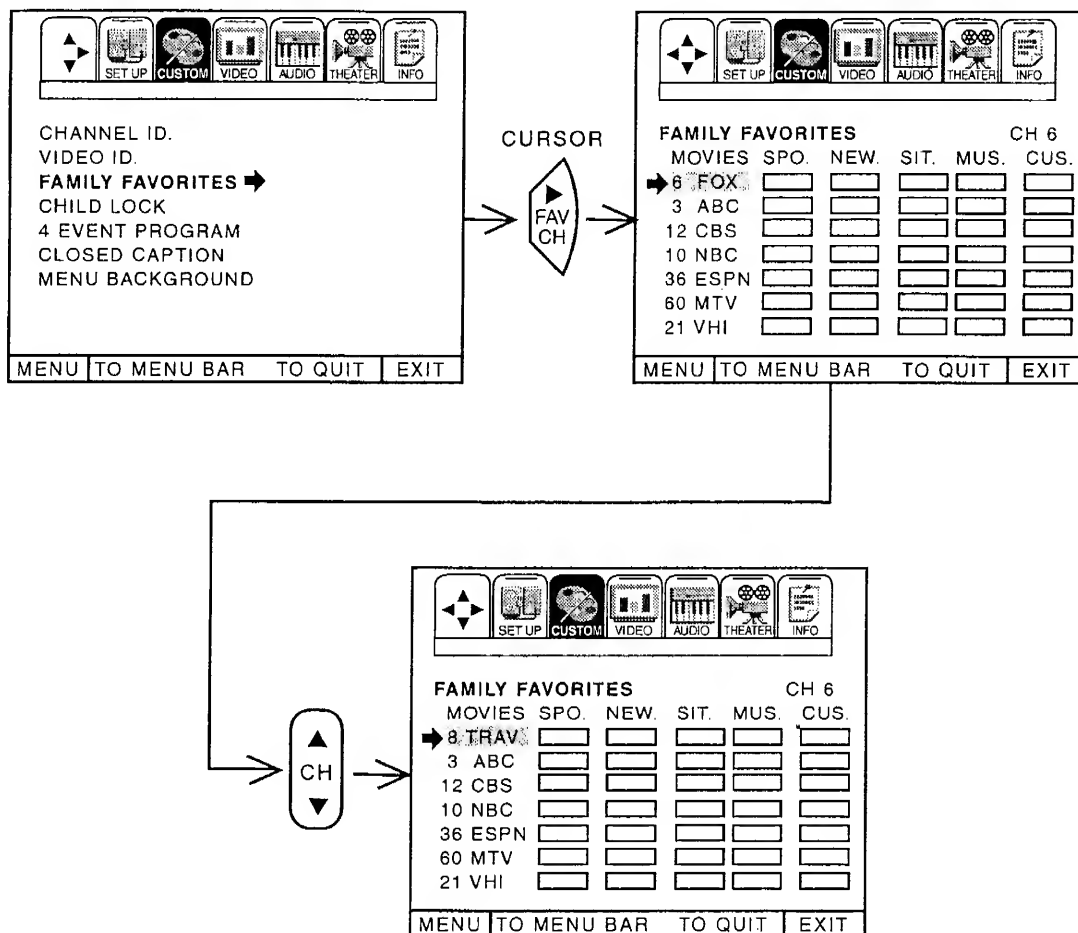 SET UP CUSTOM VIDEO AUDIO THEATER INFO
CHANNEL ID.
VIDEO ID.
FAMILY FAVORITES
CHILD LOCK
4 EVENT PROGRAM
CLOSED CAPTION
MENU BACKGROUND
MENU TO MENU BAR TO QUIT EXIT
CURSOR
FAV
CH
SET UP CUSTOM VIDEO AUDIO THEATER INFO
FAMILY FAVORITES CH 6
MOVIES SPO. NEW. SIT. MUS. CUS.
6 FOX
3 ABC
12 CBS
10 NBC
36 ESPN
60 MTV
21 VHI
MENU TO MENU BAR TO QUIT EXIT
CH
SET UP CUSTOM VIDEO AUDIO THEATER INFO
FAMILY FAVORITES CH 6
MOVIES SPO. NEW. SIT. MUS. CUS.
8 TRAV.
3 ABC
12 CBS
10 NBC
36 ESPN
60 MTV
21 VHI
MENU TO MENU BAR TO QUIT EXIT